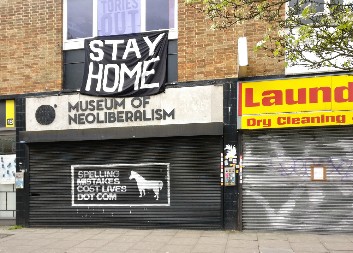 TORIES
OUT
STAY
HOME
MUSEUM OF
NEOLIBERALISM
Laund
Dry Cleaning
SPELLING
MISTAKES
COST LIVES
DOT COM